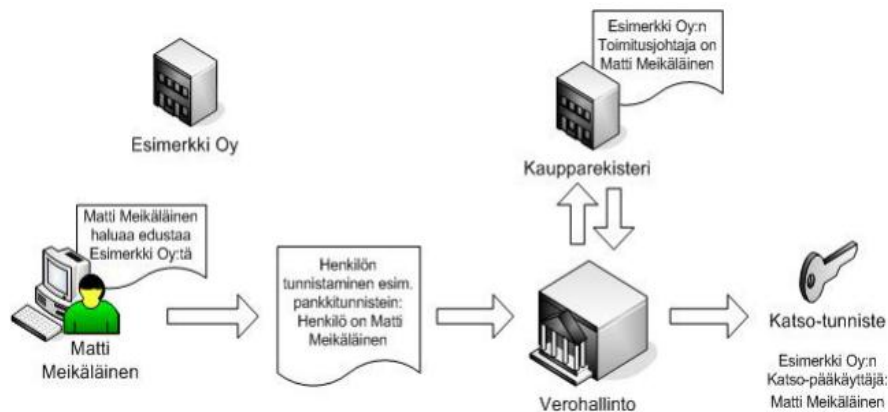 Esimerkki Oy
Esimerkki Oy:n
Toimitusjohtaja on
Matti Meikäläinen
Kaupparekisteri
Matti Meikäläinen
haluaa edustaa
Esimerkki Oy:tä
Matti
Meikäläinen
Henkilön
tunnistaminen esim.
pankkitunnistein:
Henkilö on Matti
Meikäläinen
Verohallinto
Katso-tunniste
Esimerkki Oy:n
Katso-pääkäyttäjä:
Matti Meikäläinen